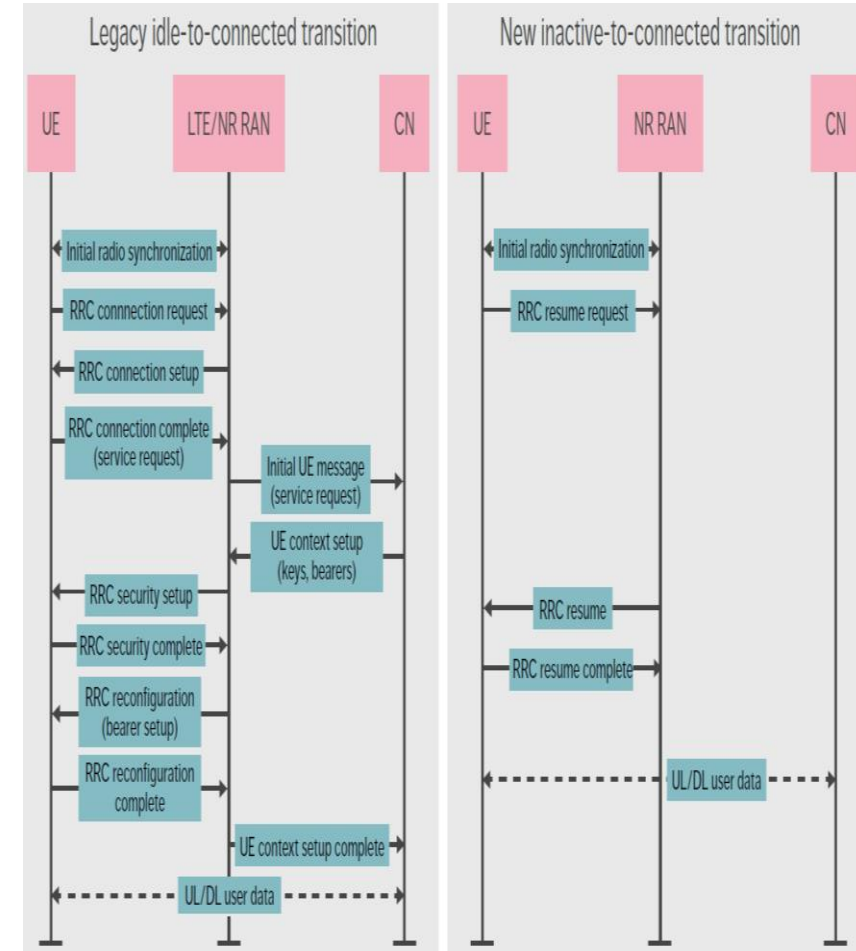 Legacy idle-to-connected transition
UE
LTE/NR RAN
CN
Initial radio synchronization
RRC connnection request
RRC connection setup
RRC connection complete
(service request)
Initial UE message
(service request)
UE context setup
(keys, bearers)
RRC security setup
RRC security complete
RRC reconfiguration
(bearer setup)
RRC reconfiguration
complete
UE context setup complete
UL/DL user data
New inactive-to-connected transition
UE
NR RAN
CN
Initial radio synchronization
RRC resume request
RRC resume
RRC resume complete
UL/DL user data